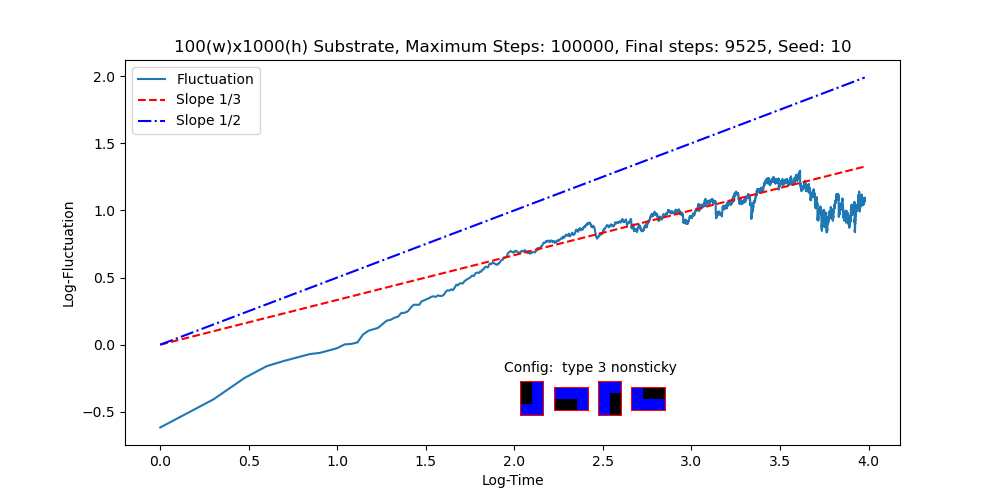 100(w)x1000(h) Substrate, Maximum Steps: 100000, Final steps: 9525, Seed: 10
Fluctuation
Slope 1/3
Slope 1/2
2.0
1.5
1.0
0.5
0.0
−0.5
Log-Fluctuation
Config:  type 3 nonsticky
0.0 0.5 1.0 1.5 2.0 2.5 3.0 3.5 4.0
Log-Time